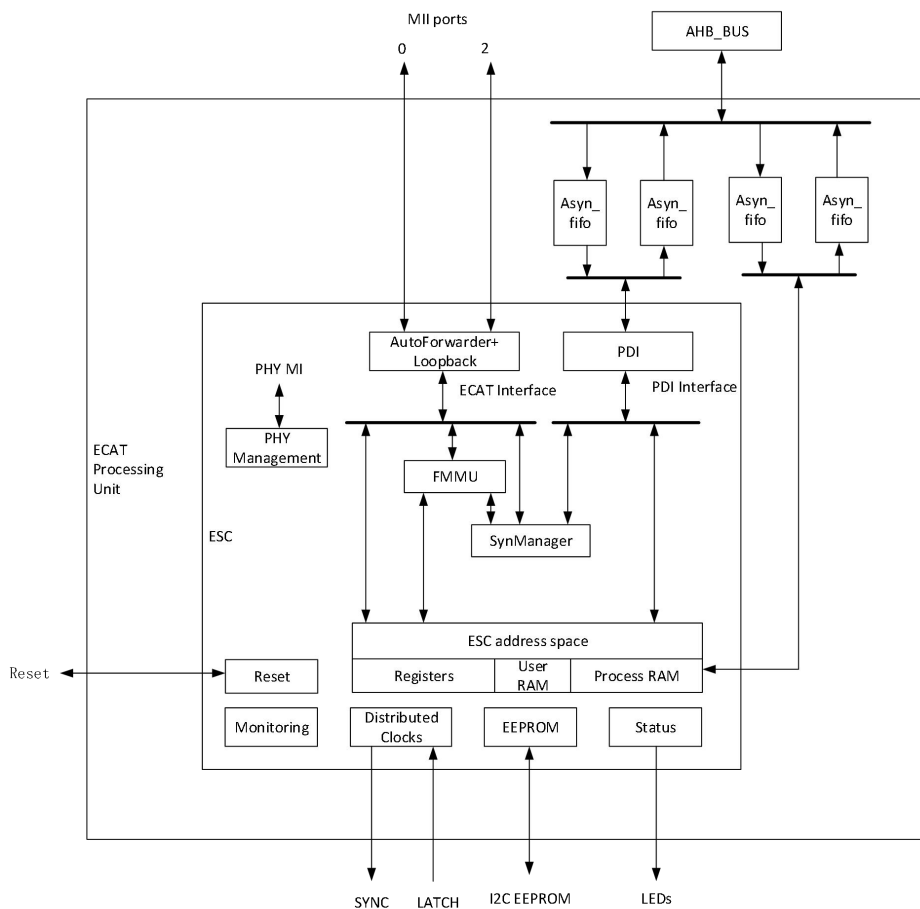 MII ports
0
2
AHB_BUS
Asyn_
fifo
Asyn_
fifo
Asyn_
fifo
Asyn_
fifo
AutoForwarder+
Loopback
PDI
PHY MI
ECAT Interface
PDI Interface
PHY
Management
ECAT
Processing
Unit
FMMU
ESC
SynManager
ESC address space
Reset
Reset
Registers
User
RAM
Process RAM
Monitoring
Distributed
Clocks
EEPROM
Status
SYNC
LATCH
I2C EEPROM
LEDs